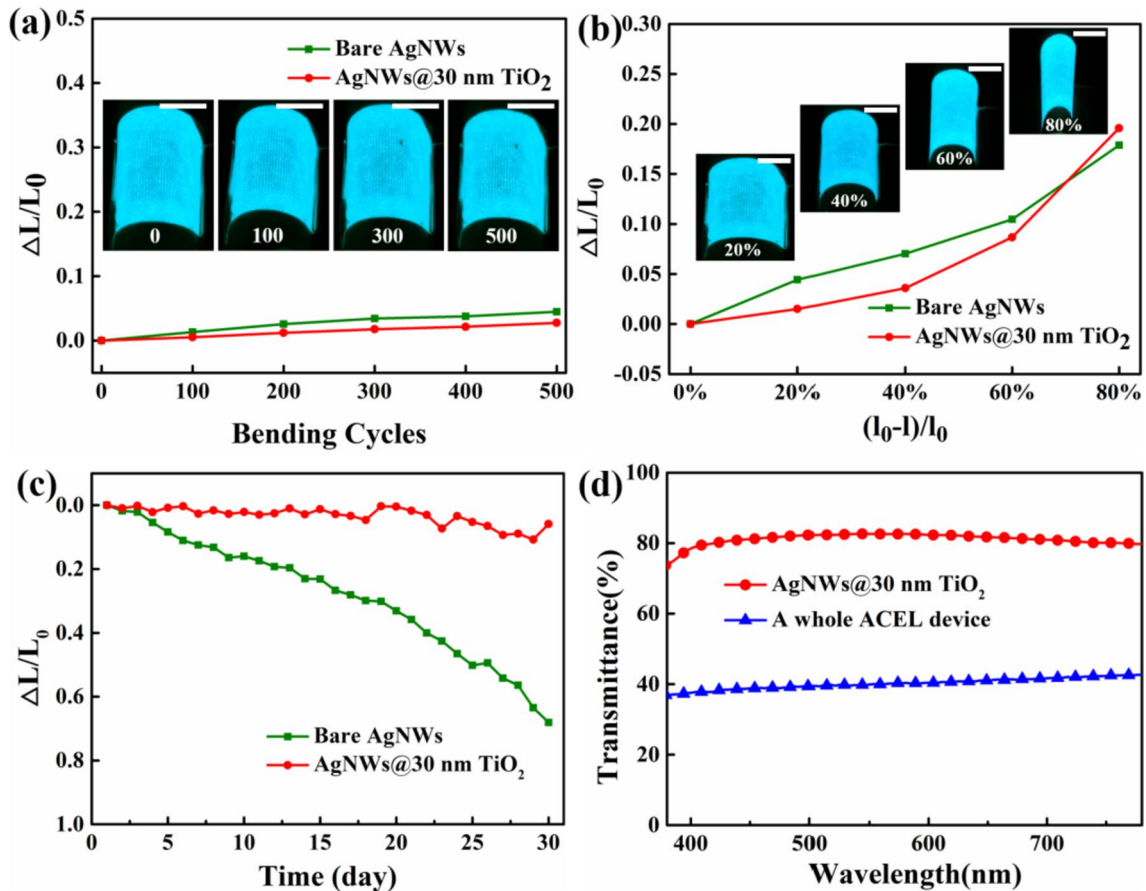 (a)
0.5
0.4
0.3
0.2
0.1
0.0
ΔL/L₀
Bare AgNWs
AgNWs@30 nm TiO₂
0 100 300 500
0 100 200 300 400 500
Bending Cycles
(b)
0.30
0.25
0.20
0.15
0.10
0.05
0.00
-0.05
ΔL/L₀
20%
40%
60%
80%
Bare AgNWs
AgNWs@30 nm TiO₂
0% 20% 40% 60% 80%
(l₀-l)/l₀
(c)
0.0
0.2
0.4
0.6
0.8
1.0
ΔL/L₀
Bare AgNWs
AgNWs@30 nm TiO₂
0 5 10 15 20 25 30
Time (day)
(d)
100
80
60
40
20
0
Transmittance(%)
AgNWs@30 nm TiO₂
A whole ACEL device
400 500 600 700
Wavelength(nm)